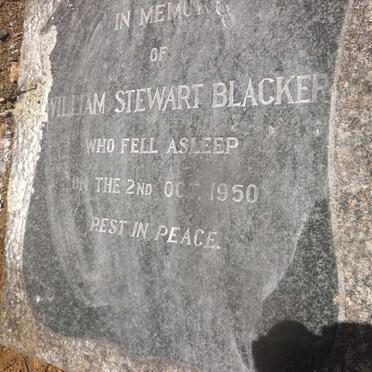 IN MEMORY
OF
WILLIAM STEWART BLACKER
WHO FELL ASLEEP
ON THE 2ND OCT. 1950
REST IN PEACE.